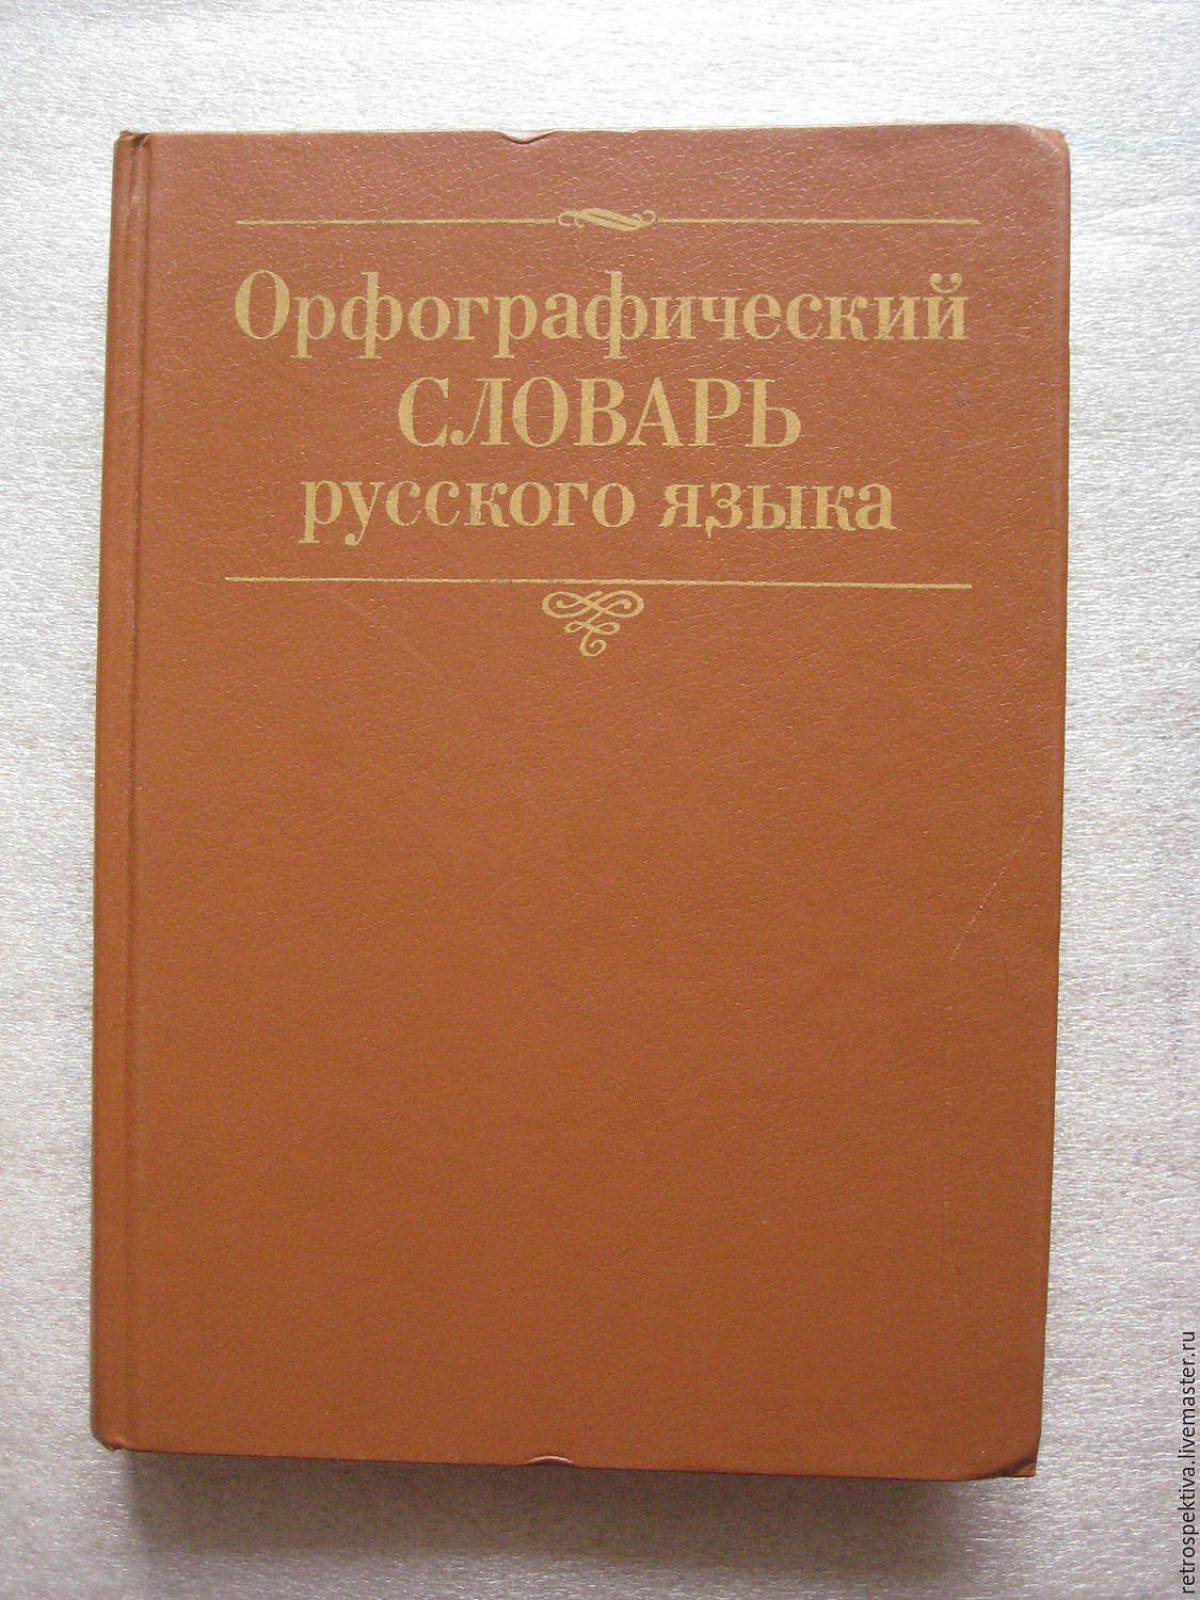 Орфографический
СЛОВАРЬ
русского языка
retrospektiva.livemaster.ru